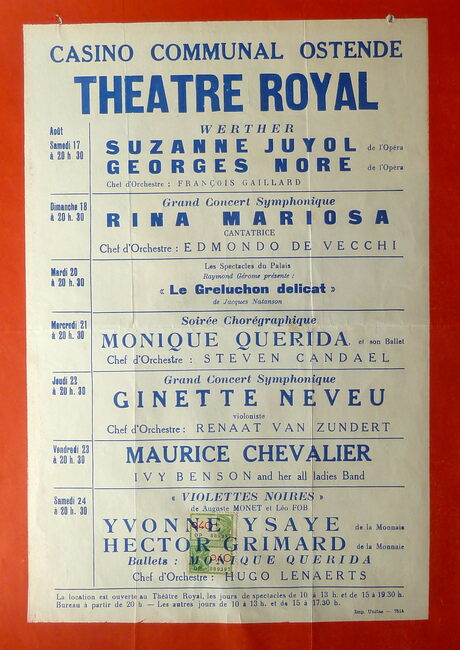 CASINO COMMUNAL OSTENDE
THEATRE ROYAL
Août
WERTHER
Samedi 17
à 20 h. 30
SUZANNE JUYOL de l'Opéra
GEORGES NORE de l'Opéra
Chef d'Orchestre : FRANÇOIS GAILLARD
Dimanche 18
à 20 h. 30
Grand Concert Symphonique
RINA MARIOSA
CANTATRICE
Chef d'Orchestre : EDMONDO DE VECCHI
Mardi 20
à 20 h. 30
Les Spectacles du Palais
Raymond Gérome présente :
« Le Greluchon delicat »
de Jacques Natanson
Mercredi 21
à 20 h. 30
Soirée Chorégraphique
MONIQUE QUERIDA et son Ballet
Chef d'Orchestre : STEVEN CANDAEL
Jeudi 22
à 20 h. 30
Grand Concert Symphonique
GINETTE NEVEU
violoniste
Chef d'Orchestre : RENAAT VAN ZUNDERT
Vendredi 23
à 20 h. 30
MAURICE CHEVALIER
IVY BENSON and her all ladies Band
Samedi 24
à 20 h. 30
« VIOLETTES NOIRES »
de Auguste MONET et Léo FOB
YVONNE YSAYE de la Monnaie
HECTOR GRIMARD de la Monnaie
Ballets : MONIQUE QUERIDA
Chef d'Orchestre : HUGO LENAERTS
La location est ouverte au Théâtre Royal, les jours de spectacles de 10 à 13 h. et de 15 à 19.30 h.
Bureau à partir de 20 h — Les autres jours de 10 à 13 h. et de 15 à 17.30 h.
Imp. Unitas